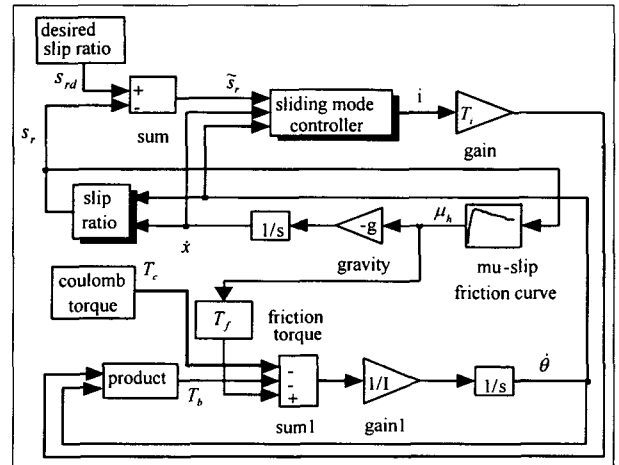 desired
slip ratio
s_rd
+
-
s̃_r
sum
sliding mode
controller
i
T_i
gain
s_r
slip
ratio
ẋ
1/s
-g
gravity
μ_h
mu-slip
friction curve
coulomb
torque
T_c
T_f
friction
torque
product
T_b
-
-
+
sum1
1/I
gain1
1/s
θ̇